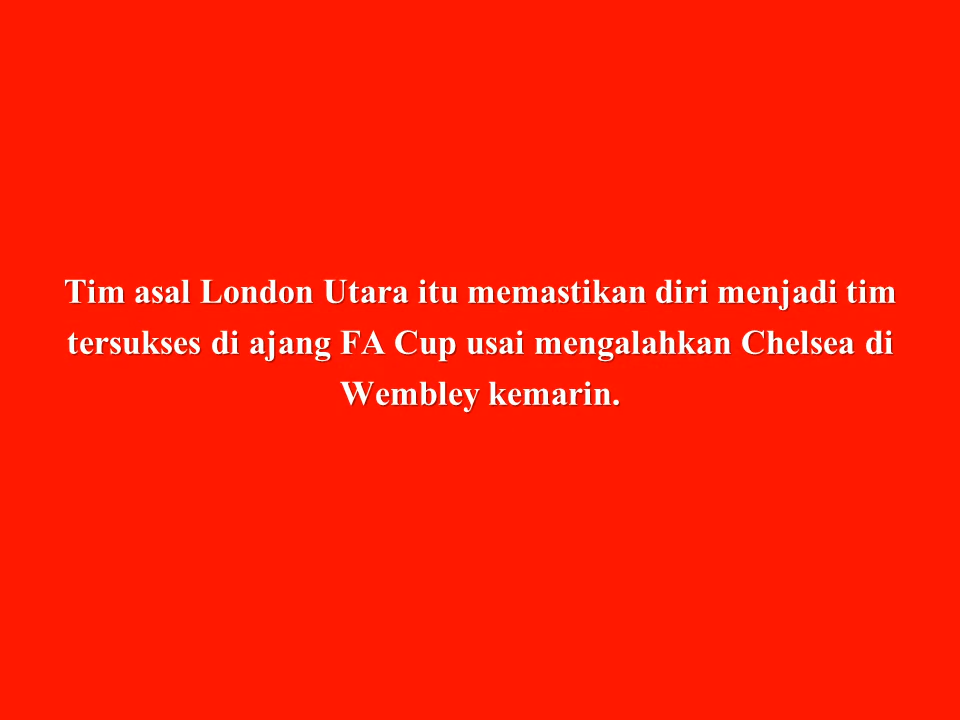 Tim asal London Utara itu memastikan diri menjadi tim
tersukses di ajang FA Cup usai mengalahkan Chelsea di
Wembley kemarin.